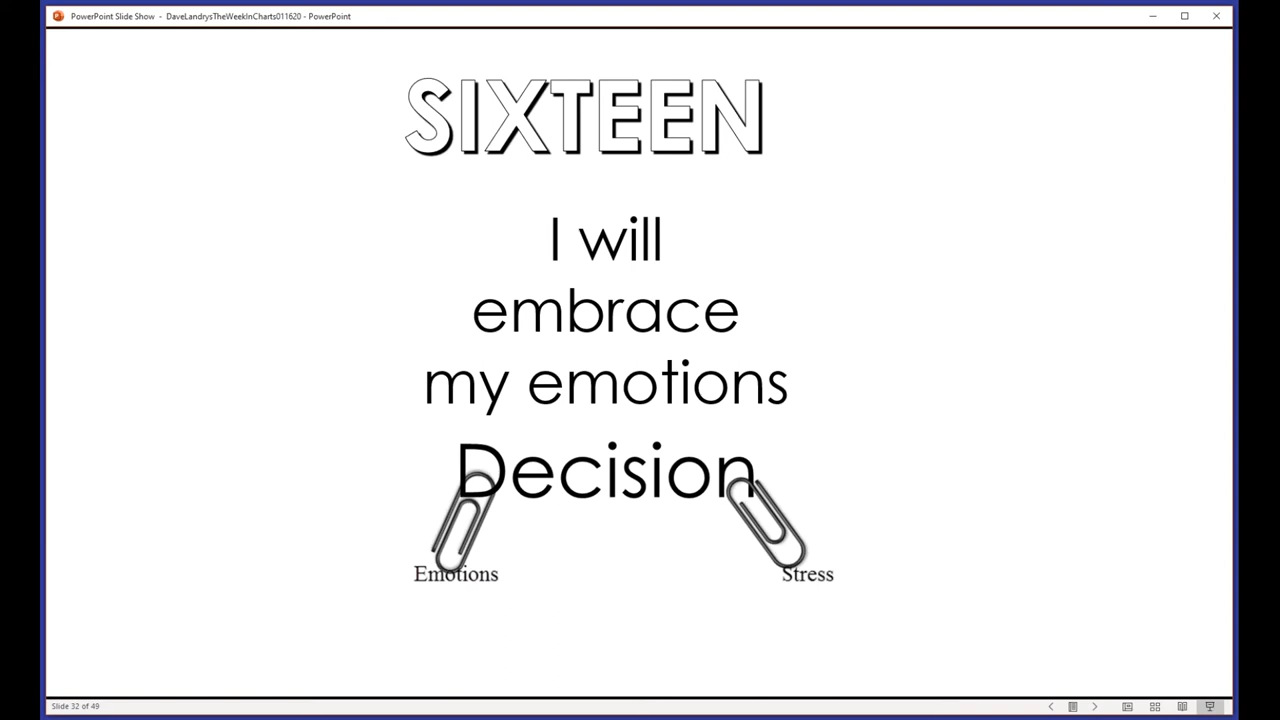 PowerPoint Slide Show - DaveLandrysTheWeekInCharts011620 - PowerPoint
SIXTEEN
I will
embrace
my emotions
Decision
Emotions Stress
Slide 32 of 49